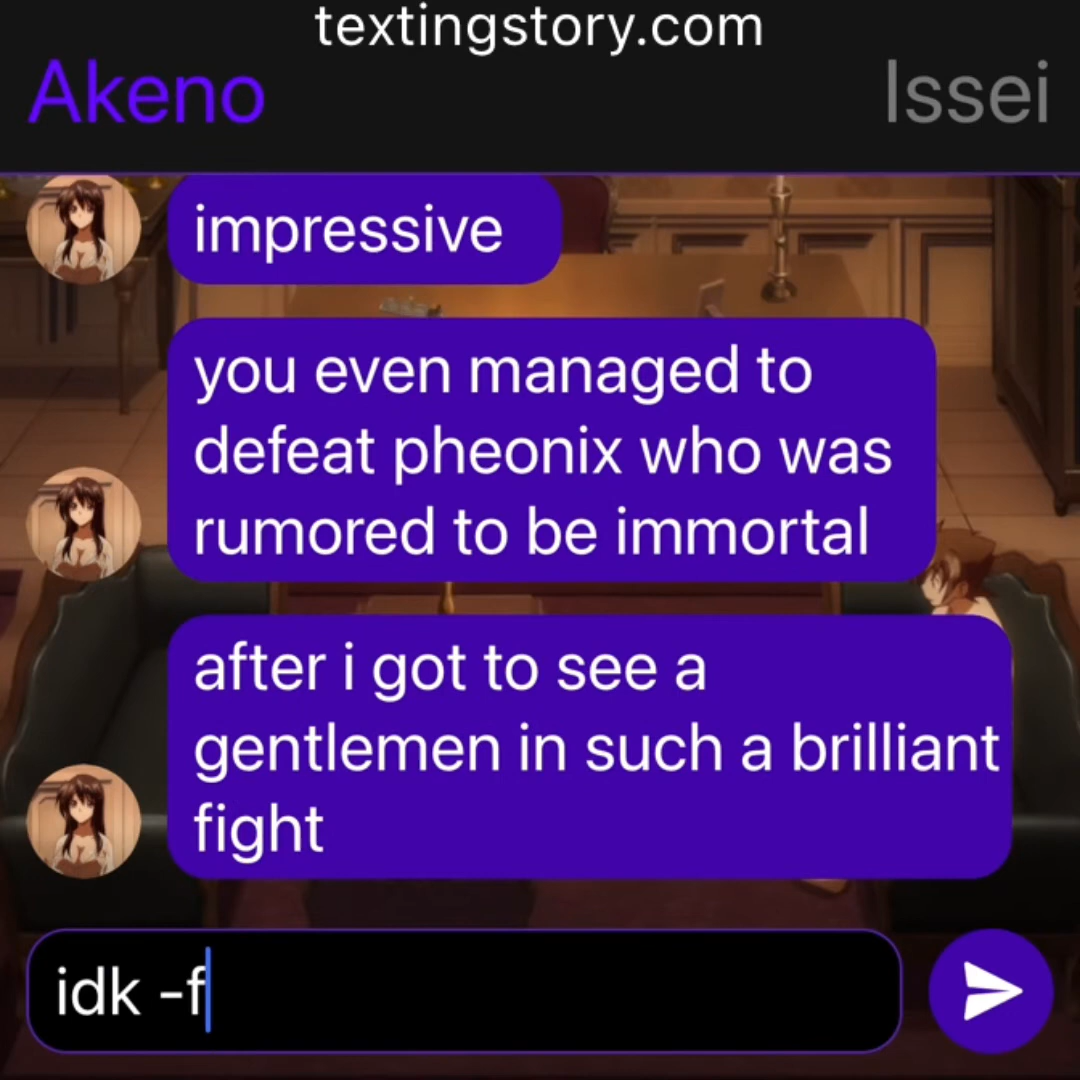 textingstory.com
Akeno
Issei
impressive
you even managed to
defeat pheonix who was
rumored to be immortal
after i got to see a
gentlemen in such a brilliant
fight
idk -f